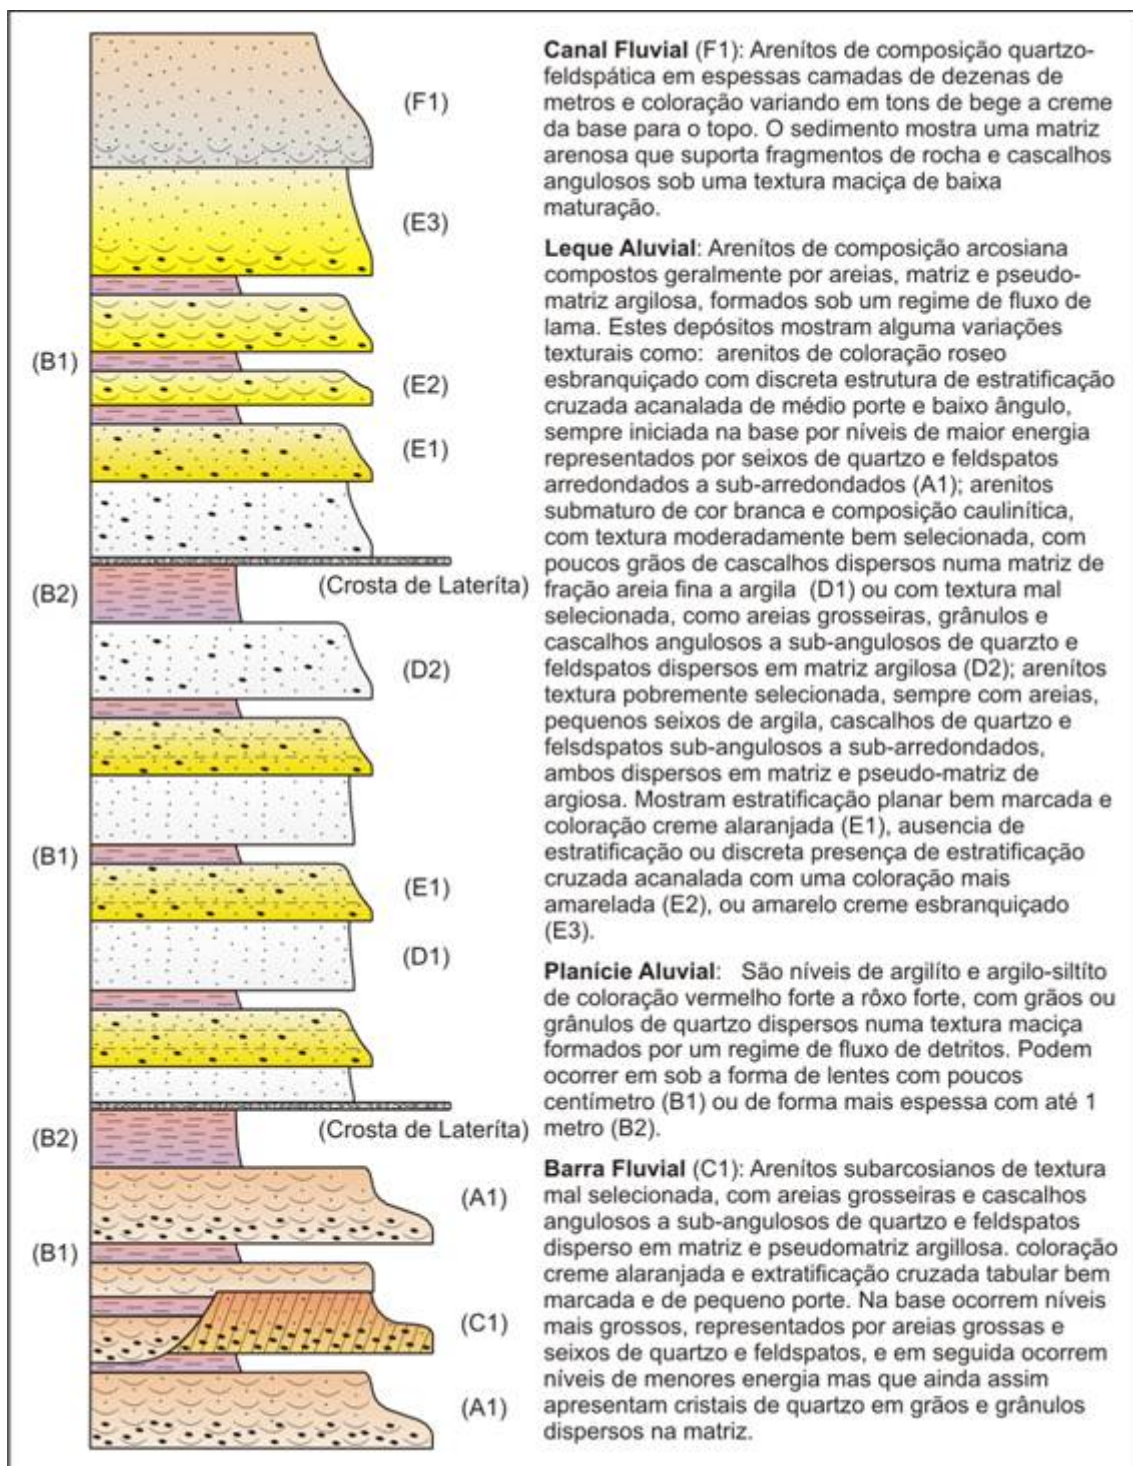 (F1)
(E3)
(B1)
(E2)
(E1)
(B2)
(Crosta de Lateríta)
(D2)
(B1)
(E1)
(D1)
(B2)
(Crosta de Lateríta)
(A1)
(B1)
(C1)
(A1)
Canal Fluvial (F1): Arenítos de composição quartzo-
feldspática em espessas camadas de dezenas de
metros e coloração variando em tons de bege a creme
da base para o topo. O sedimento mostra uma matriz
arenosa que suporta fragmentos de rocha e cascalhos
angulosos sob uma textura maciça de baixa
maturação.
Leque Aluvial: Arenítos de composição arcosiana
compostos geralmente por areias, matriz e pseudo-
matriz argilosa, formados sob um regime de fluxo de
lama. Estes depósitos mostram alguma variações
texturais como: arenitos de coloração roseo
esbranquiçado com discreta estrutura de estratificação
cruzada acanalada de médio porte e baixo ângulo,
sempre iniciada na base por níveis de maior energia
representados por seixos de quartzo e feldspatos
arredondados a sub-arredondados (A1); arenitos
submaturo de cor branca e composição caulinítica,
com textura moderadamente bem selecionada, com
poucos grãos de cascalhos dispersos numa matriz de
fração areia fina a argila (D1) ou com textura mal
selecionada, como areias grosseiras, grânulos e
cascalhos angulosos a sub-angulosos de quarzto e
feldspatos dispersos em matriz argilosa (D2); arenítos
textura pobremente selecionada, sempre com areias,
pequenos seixos de argila, cascalhos de quartzo e
felsdspatos sub-angulosos a sub-arredondados,
ambos dispersos em matriz e pseudo-matriz de
argiosa. Mostram estratificação planar bem marcada e
coloração creme alaranjada (E1), ausencia de
estratificação ou discreta presença de estratificação
cruzada acanalada com uma coloração mais
amarelada (E2), ou amarelo creme esbranquiçado
(E3).
Planície Aluvial: São níveis de argilíto e argilo-siltíto
de coloração vermelho forte a rôxo forte, com grãos ou
grânulos de quartzo dispersos numa textura maciça
formados por um regime de fluxo de detritos. Podem
ocorrer em sob a forma de lentes com poucos
centímetro (B1) ou de forma mais espessa com até 1
metro (B2).
Barra Fluvial (C1): Arenítos subarcosianos de textura
mal selecionada, com areias grosseiras e cascalhos
angulosos a sub-angulosos de quartzo e feldspatos
disperso em matriz e pseudomatriz argillosa. coloração
creme alaranjada e extratificação cruzada tabular bem
marcada e de pequeno porte. Na base ocorrem níveis
mais grossos, representados por areias grossas e
seixos de quartzo e feldspatos, e em seguida ocorrem
níveis de menores energia mas que ainda assim
apresentam cristais de quartzo em grãos e grânulos
dispersos na matriz.